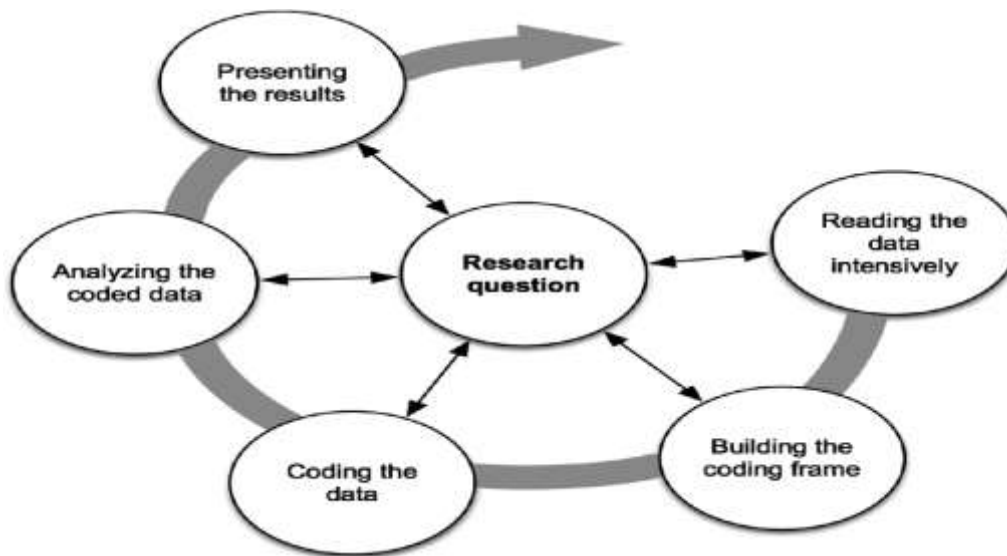 Presenting
the results
Reading the
data
intensively
Research
question
Analyzing the
coded data
Building the
coding frame
Coding the
data